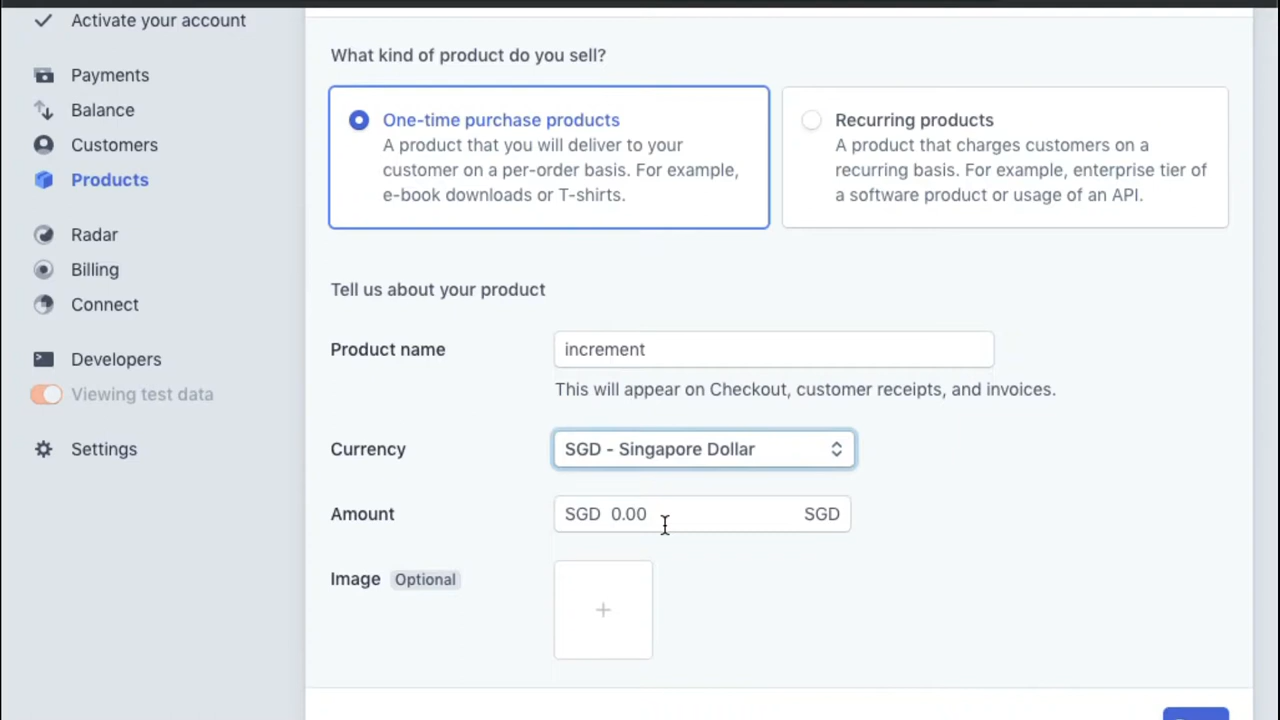 Activate your account
Payments
Balance
Customers
Products
Radar
Billing
Connect
Developers
Viewing test data
Settings
What kind of product do you sell?
One-time purchase products
A product that you will deliver to your
customer on a per-order basis. For example,
e-book downloads or T-shirts.
Recurring products
A product that charges customers on a
recurring basis. For example, enterprise tier of
a software product or usage of an API.
Tell us about your product
Product name
increment
This will appear on Checkout, customer receipts, and invoices.
Currency
SGD - Singapore Dollar
Amount
SGD 0.00 SGD
Image Optional